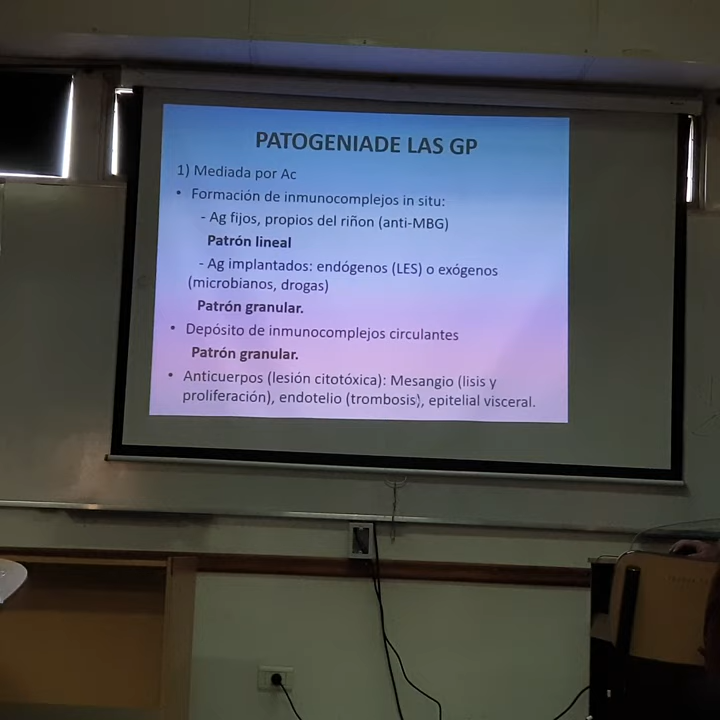 PATOGENIADE LAS GP
1) Mediada por Ac
• Formación de inmunocomplejos in situ:
- Ag fijos, propios del riñon (anti-MBG)
Patrón lineal
- Ag implantados: endógenos (LES) o exógenos
(microbianos, drogas)
Patrón granular.
• Depósito de inmunocomplejos circulantes
Patrón granular.
• Anticuerpos (lesión citotóxica): Mesangio (lisis y
proliferación), endotelio (trombosis), epitelial visceral.